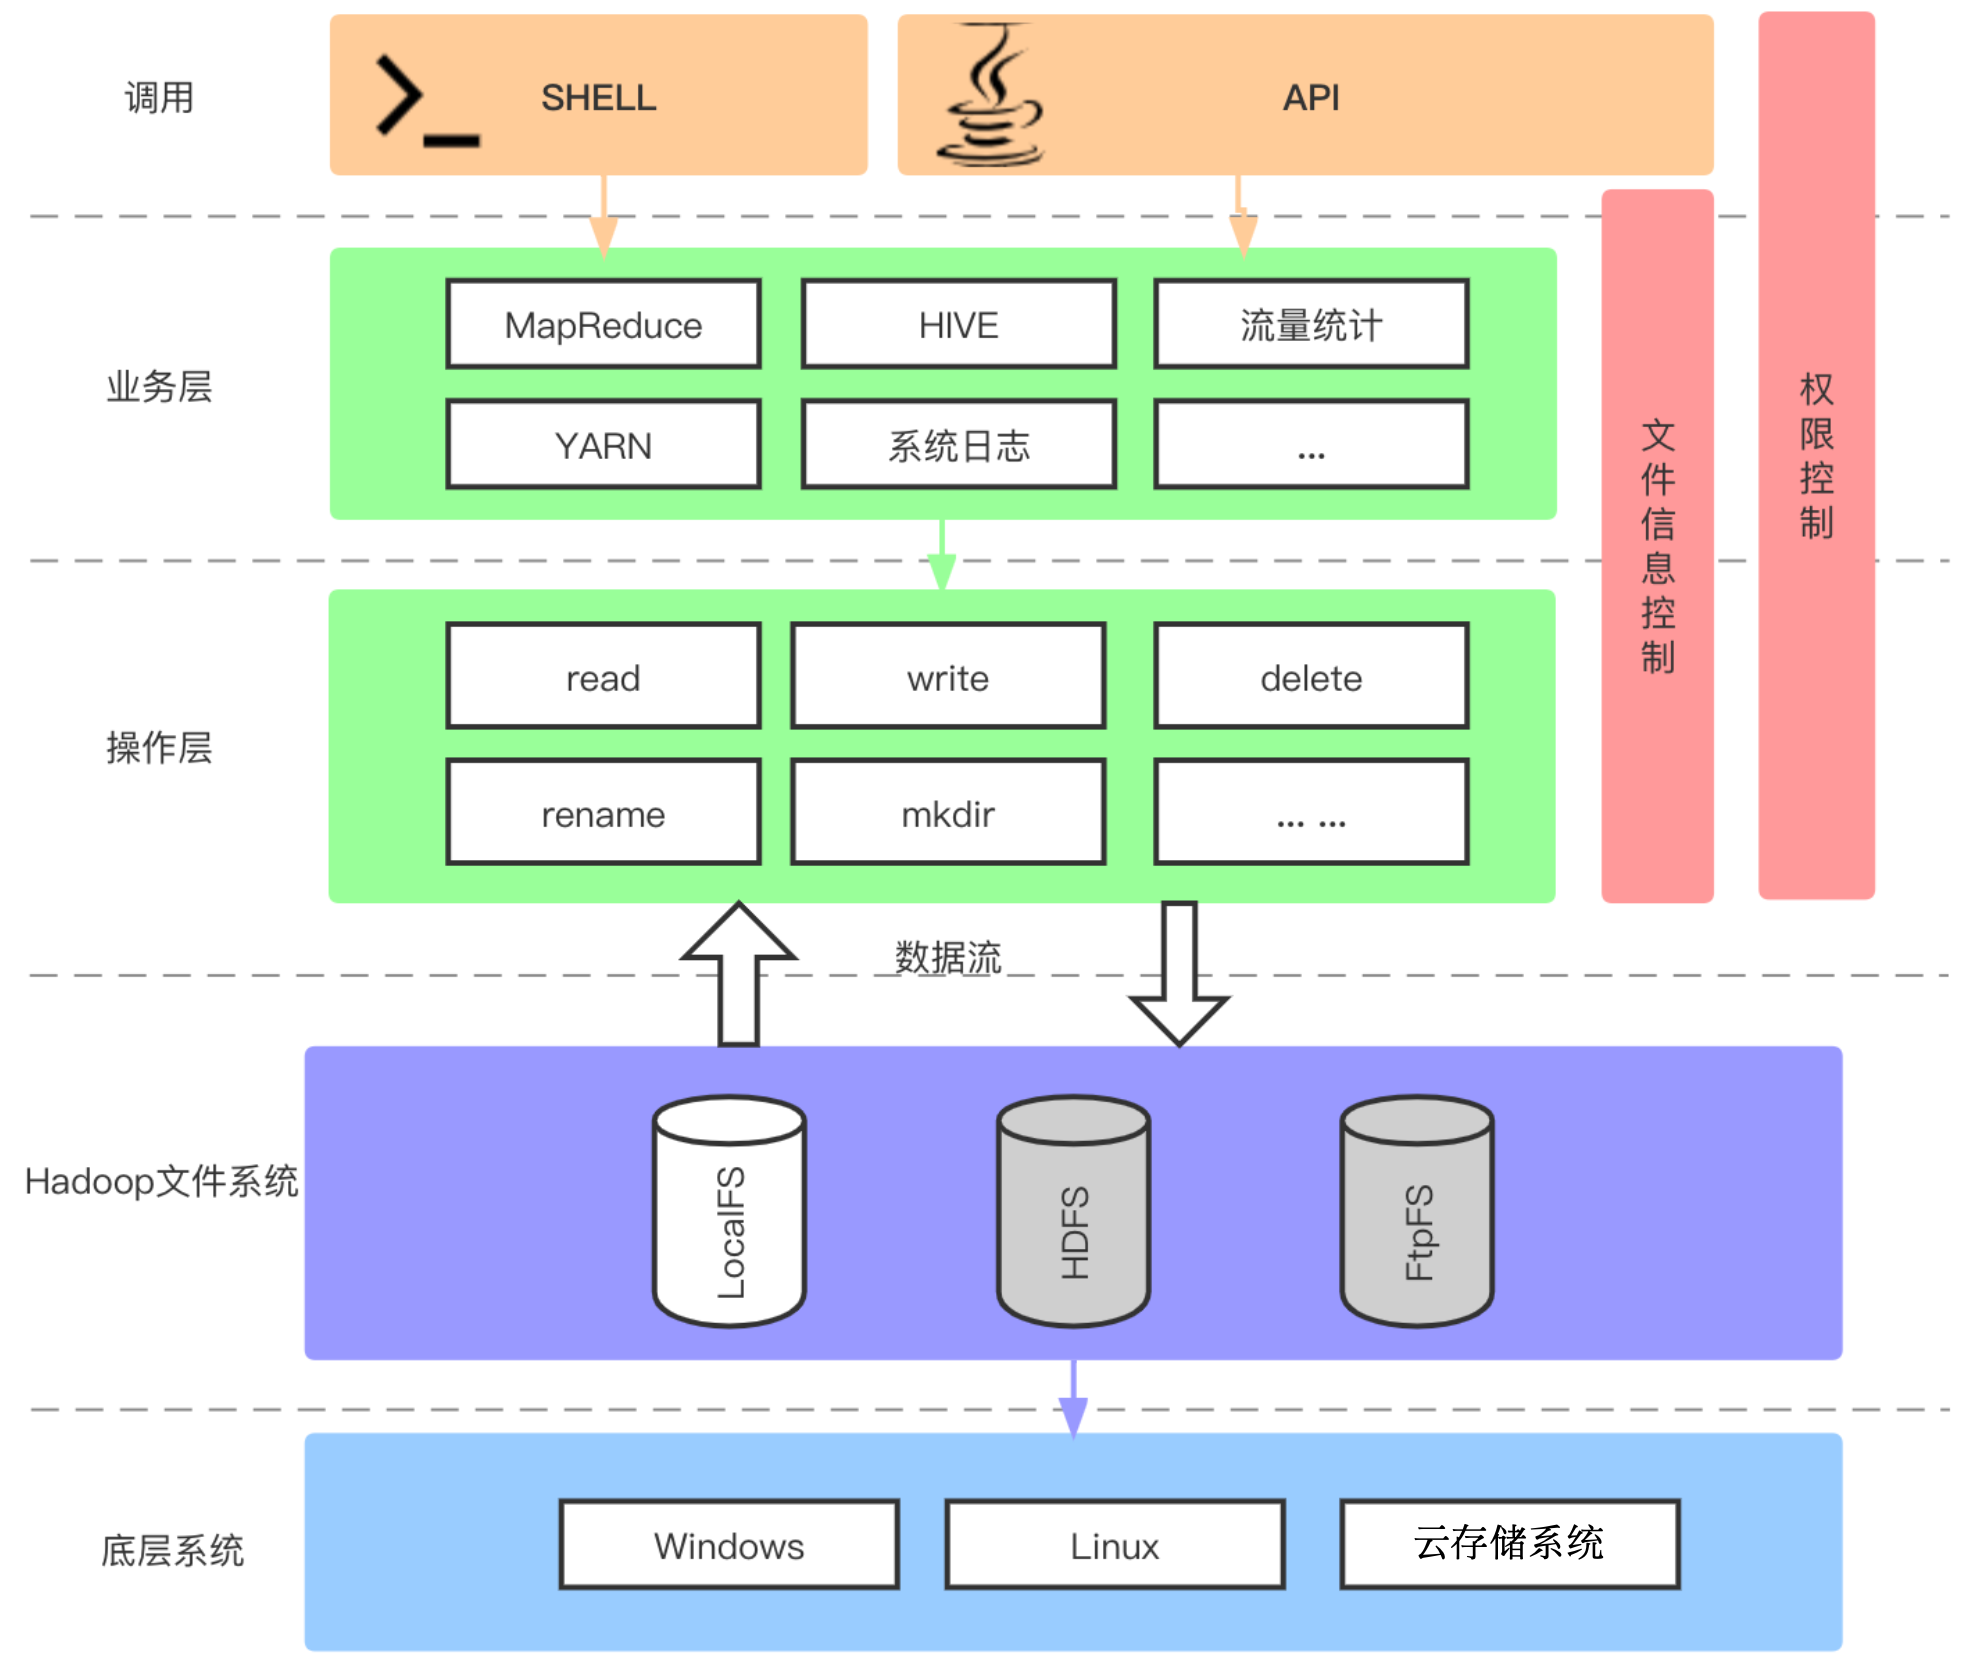 调用
SHELL
API
业务层
MapReduce
HIVE
流量统计
YARN
系统日志
...
文件信息控制
权限控制
操作层
read
write
delete
rename
mkdir
... ...
数据流
Hadoop文件系统
LocalFS
HDFS
FtpFS
底层系统
Windows
Linux
云存储系统